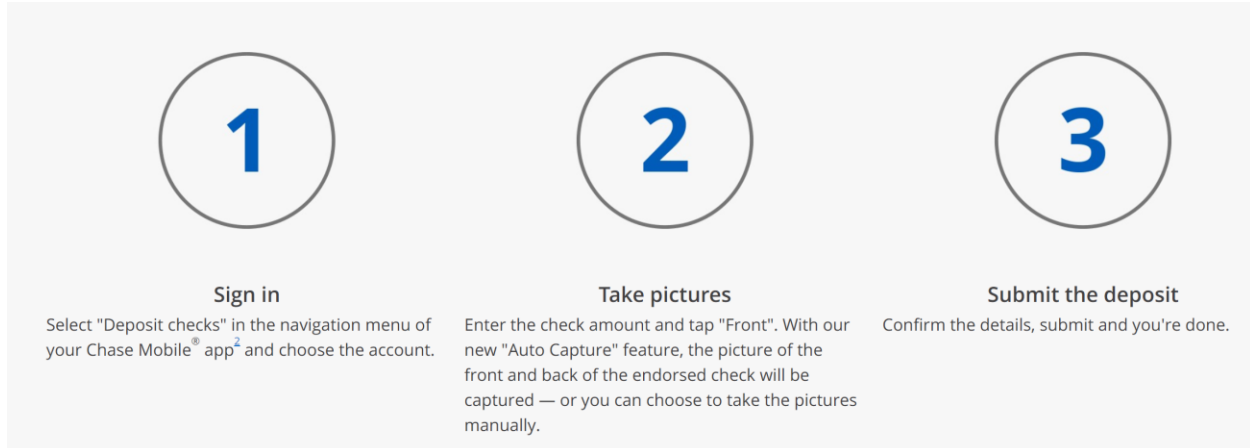 1
Sign in
Select "Deposit checks" in the navigation menu of
your Chase Mobile® app2 and choose the account.
2
Take pictures
Enter the check amount and tap "Front". With our
new "Auto Capture" feature, the picture of the
front and back of the endorsed check will be
captured — or you can choose to take the pictures
manually.
3
Submit the deposit
Confirm the details, submit and you're done.